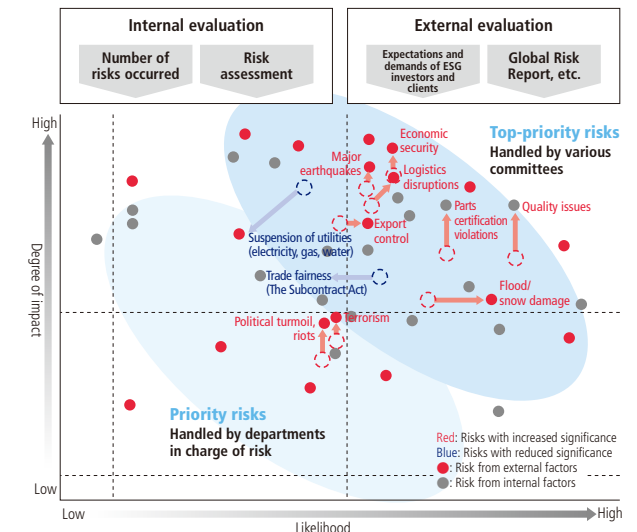 Internal evaluation
External evaluation
Number of
risks occurred
Risk
assessment
Expectations and
demands of ESG
investors and
clients
Global Risk
Report, etc.
High
Economic
security
Top-priority risks
Handled by various
committees
Major
earthquakes
Logistics
disruptions
Parts
certification
violations
Quality issues
Export
control
Suspension of utilities
(electricity, gas, water)
Trade fairness
(The Subcontract Act)
Flood/
snow damage
Political turmoil,
riots
Terrorism
Degree of impact
Priority risks
Handled by departments
in charge of risk
Red: Risks with increased significance
Blue: Risks with reduced significance
: Risk from external factors
: Risk from internal factors
Low
Low
High
Likelihood